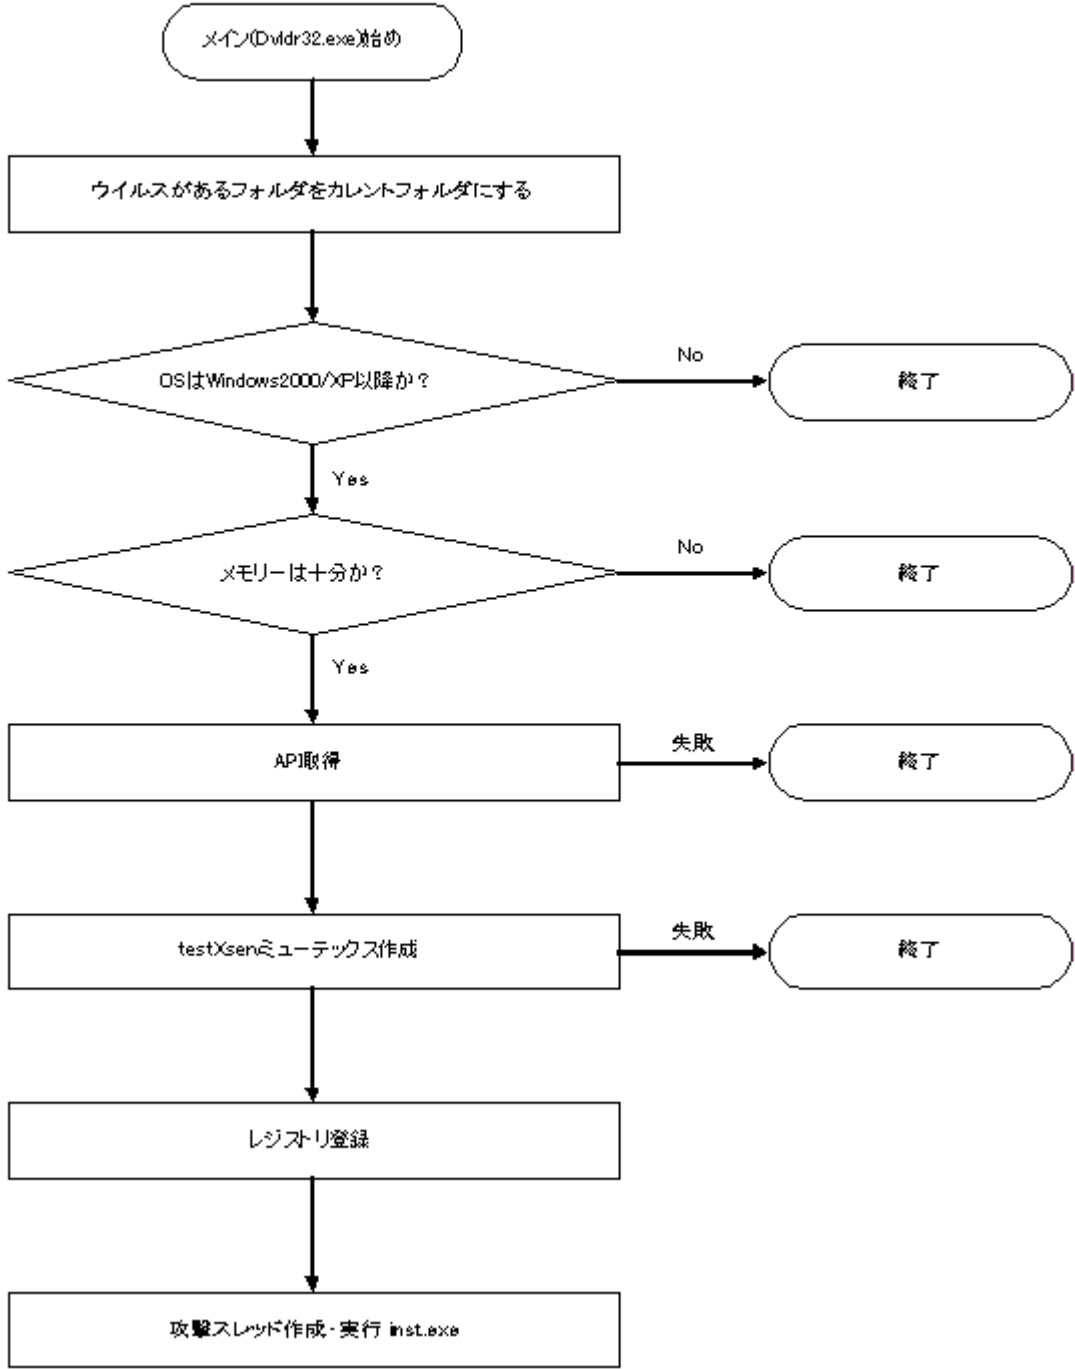 メイン(Dvldr32.exe)始め
ウイルスがあるフォルダをカレントフォルダにする
OSはWindows2000/XP以降か?
No
終了
Yes
メモリーは十分か?
No
終了
Yes
API取得
失敗
終了
testXsenミューテックス作成
失敗
終了
レジストリ登録
攻撃スレッド作成・実行 inst.exe